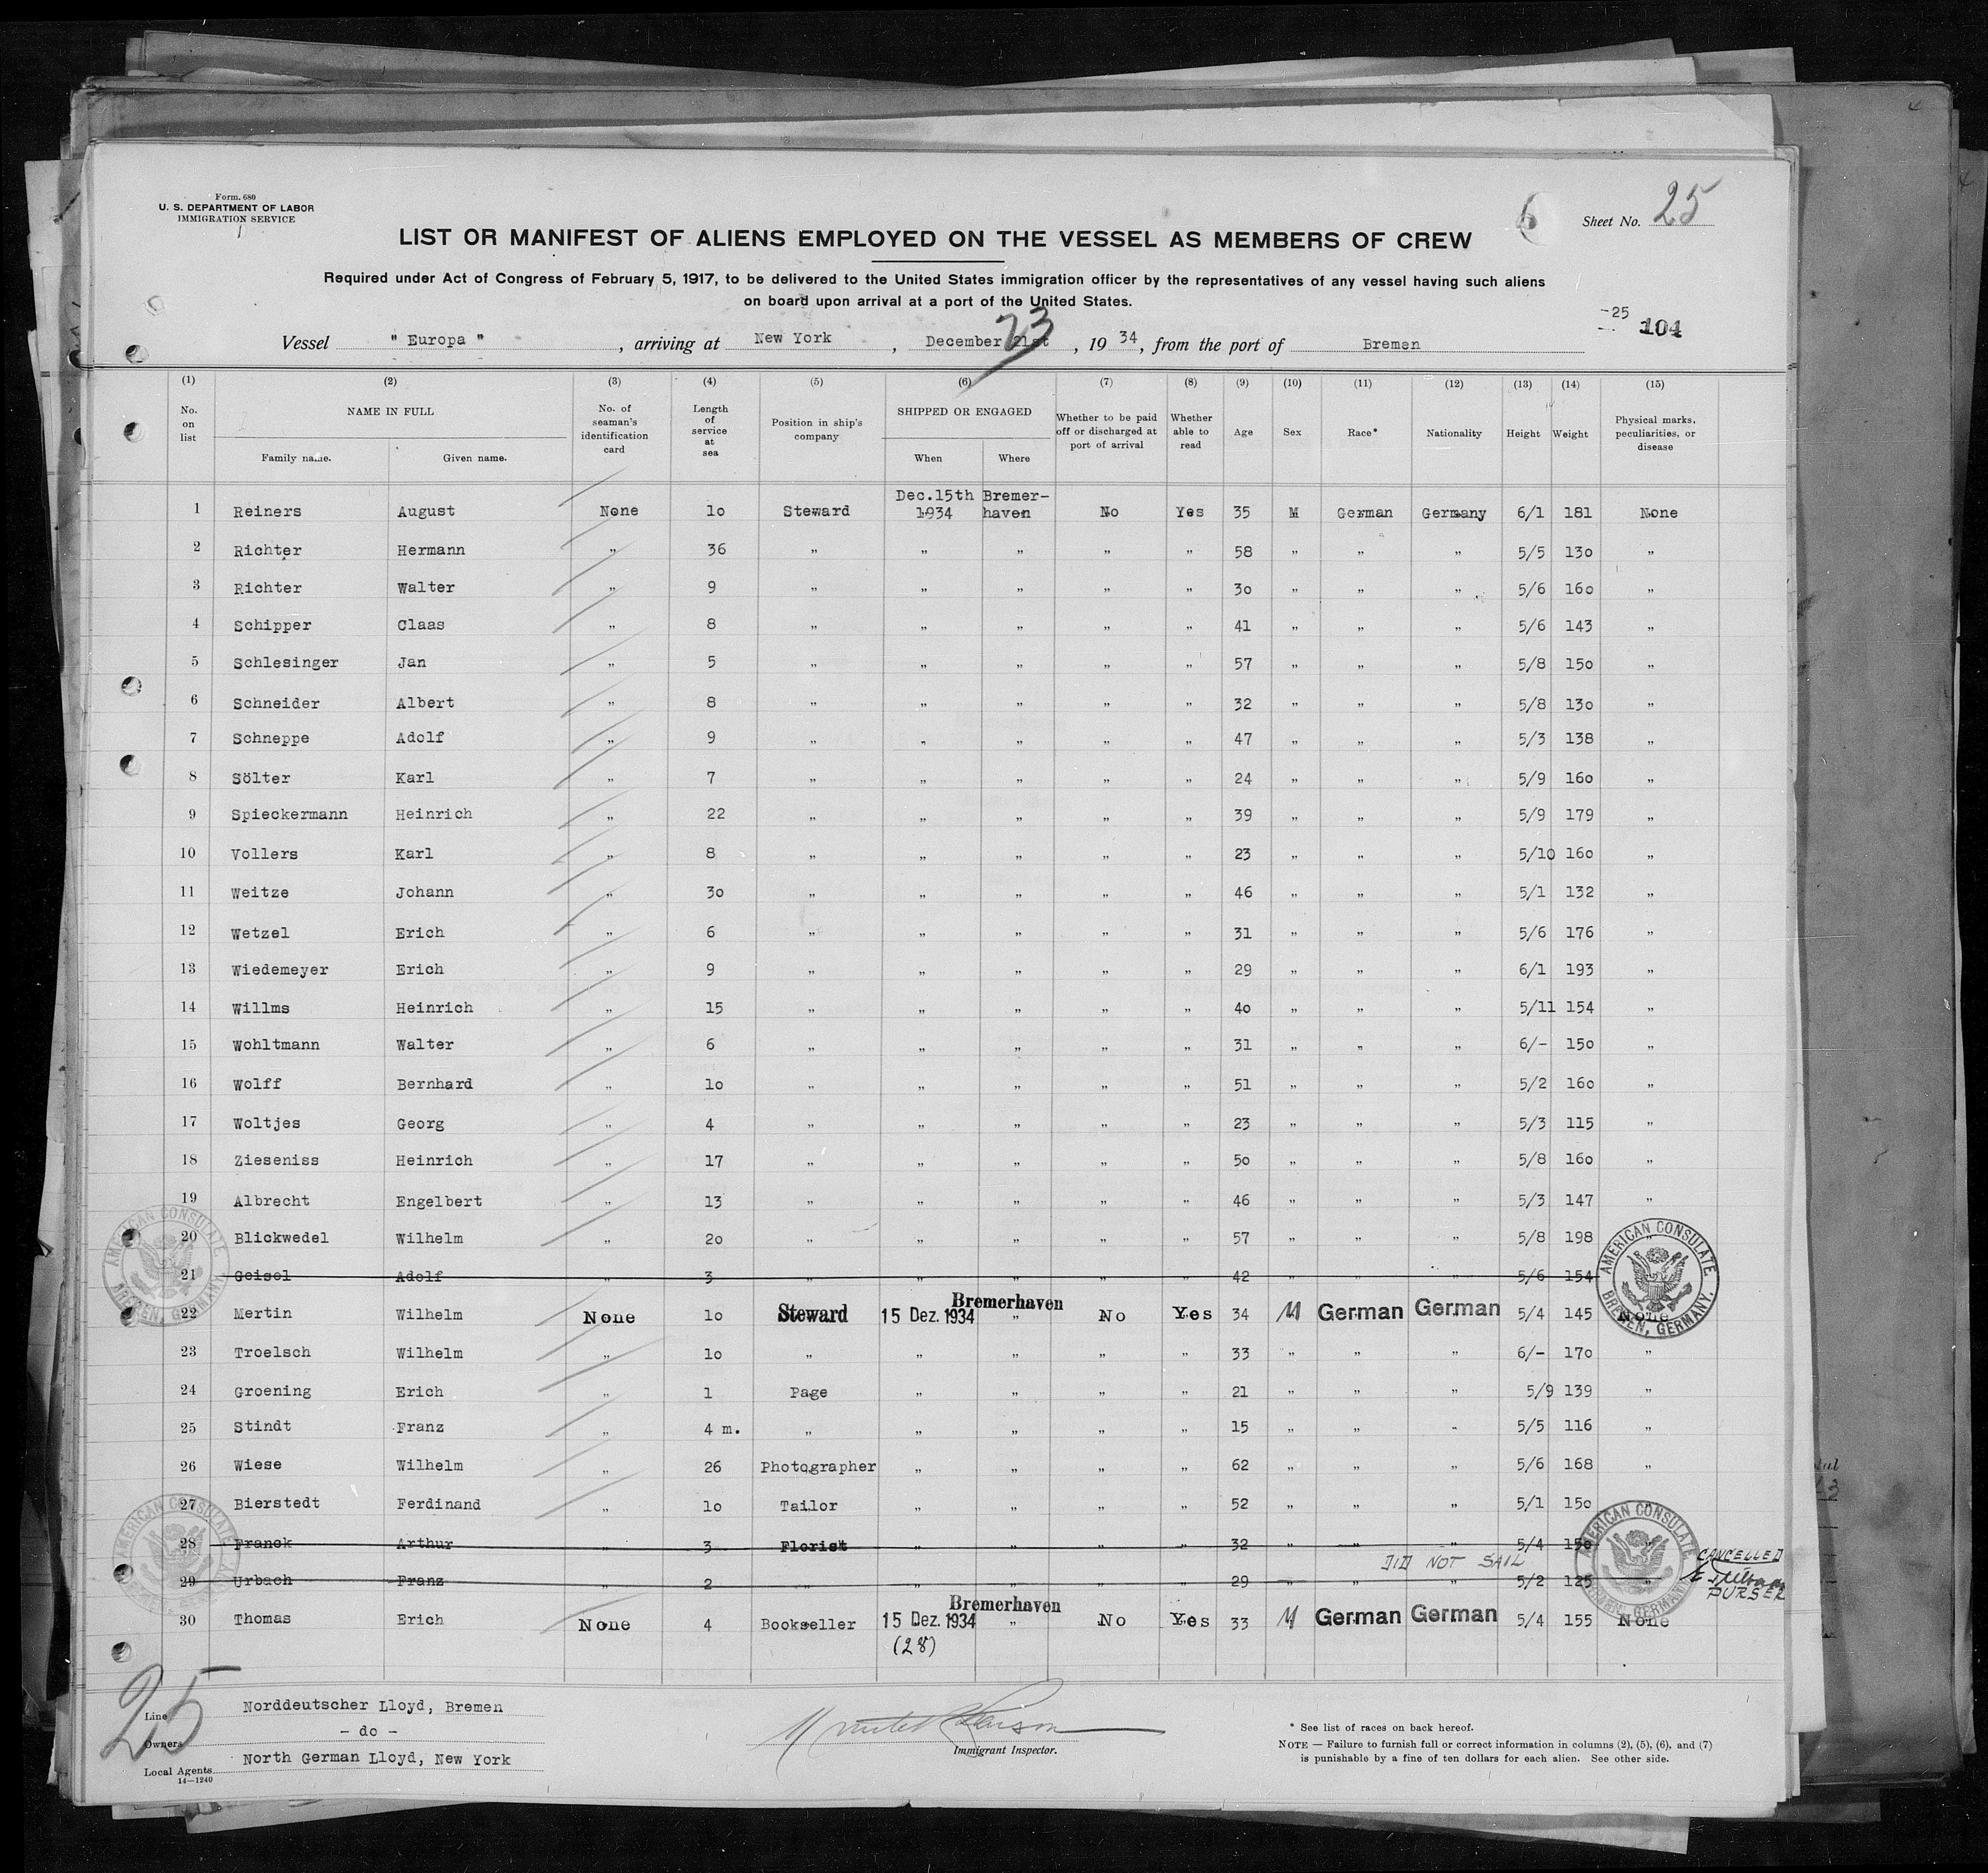 Form. 680
U. S. DEPARTMENT OF LABOR
IMMIGRATION SERVICE
6 Sheet No. 25
LIST OR MANIFEST OF ALIENS EMPLOYED ON THE VESSEL AS MEMBERS OF CREW
Required under Act of Congress of February 5, 1917, to be delivered to the United States immigration officer by the representatives of any vessel having such aliens
on board upon arrival at a port of the United States.
-25 104
Vessel " Europa " , arriving at New York , December 21st 23 , 19 34, from the port of Bremen
(1) (2) (3) (4) (5) (6) (7) (8) (9) (10) (11) (12) (13) (14) (15)
No. on list NAME IN FULL Family name. Given name. No. of seaman's identification card Length of service at sea Position in ship's company SHIPPED OR ENGAGED When Where Whether to be paid off or discharged at port of arrival Whether able to read Age Sex Race* Nationality Height Weight Physical marks, peculiarities, or disease
1 Reiners August None 10 Steward Dec.15th 1934 Bremer-haven No Yes 35 M German Germany 6/1 181 None
2 Richter Hermann " 36 " " " " " 58 " " " 5/5 130 "
3 Richter Walter " 9 " " " " " 30 " " " 5/6 160 "
4 Schipper Claas " 8 " " " " " 41 " " " 5/6 143 "
5 Schlesinger Jan " 5 " " " " " 57 " " " 5/8 150 "
6 Schneider Albert " 8 " " " " " 32 " " " 5/8 130 "
7 Schneppe Adolf " 9 " " " " " 47 " " " 5/3 138 "
8 Sölter Karl " 7 " " " " " 24 " " " 5/9 160 "
9 Spieckermann Heinrich " 22 " " " " " 39 " " " 5/9 179 "
10 Vollers Karl " 8 " " " " " 23 " " " 5/10 160 "
11 Weitze Johann " 30 " " " " " 46 " " " 5/1 132 "
12 Wetzel Erich " 6 " " " " " 31 " " " 5/6 176 "
13 Wiedemeyer Erich " 9 " " " " " 29 " " " 6/1 193 "
14 Willms Heinrich " 15 " " " " " 40 " " " 5/11 154 "
15 Wohltmann Walter " 6 " " " " " 31 " " " 6/- 150 "
16 Wolff Bernhard " 10 " " " " " 51 " " " 5/2 160 "
17 Woltjes Georg " 4 " " " " " 23 " " " 5/3 115 "
18 Zieseniss Heinrich " 17 " " " " " 50 " " " 5/8 160 "
19 Albrecht Engelbert " 13 " " " " " 46 " " " 5/3 147 "
20 Blickwedel Wilhelm " 20 " " " " " 57 " " " 5/8 198 "
21 Geisel Adolf " 3 " " " " " 42 " " " 5/6 154
AMERICAN CONSULATE BREMEN, GERMANY
AMERICAN CONSULATE BREMEN, GERMANY.
22 Mertin Wilhelm None 10 Steward 15 Dez. 1934 Bremerhaven " No Yes 34 M German German 5/4 145 None
23 Troelsch Wilhelm " 10 " " " " " 33 " " " 6/- 170 "
24 Groening Erich " 1 Page " " " " 21 " " " 5/9 139 "
25 Stindt Franz " 4 m. " " " " " 15 " " " 5/5 116 "
26 Wiese Wilhelm " 26 Photographer " " " " 62 " " " 5/6 168 "
27 Bierstedt Ferdinand " 10 Tailor " " " " 52 " " " 5/1 150
28 Franck Arthur " 3 Florist " " " " 32 " " " 5/4 150 "
DID NOT SAIL
CANCELLED
PURSER
29 Urbach Franz " 2 " " " " " 29 " " " 5/2 125 "
AMERICAN CONSULATE
AMERICAN CONSULATE BREMEN, GERMANY
30 Thomas Erich None 4 Bookseller 15 Dez. 1934 Bremerhaven " No Yes 33 M German German 5/4 155 None
(28)
25
Line Norddeutscher Lloyd, Bremen
Owners - do -
Local Agents North German Lloyd, New York
14—1240
Immigrant Inspector.
* See list of races on back hereof.
NOTE — Failure to furnish full or correct information in columns (2), (5), (6), and (7)
is punishable by a fine of ten dollars for each alien. See other side.